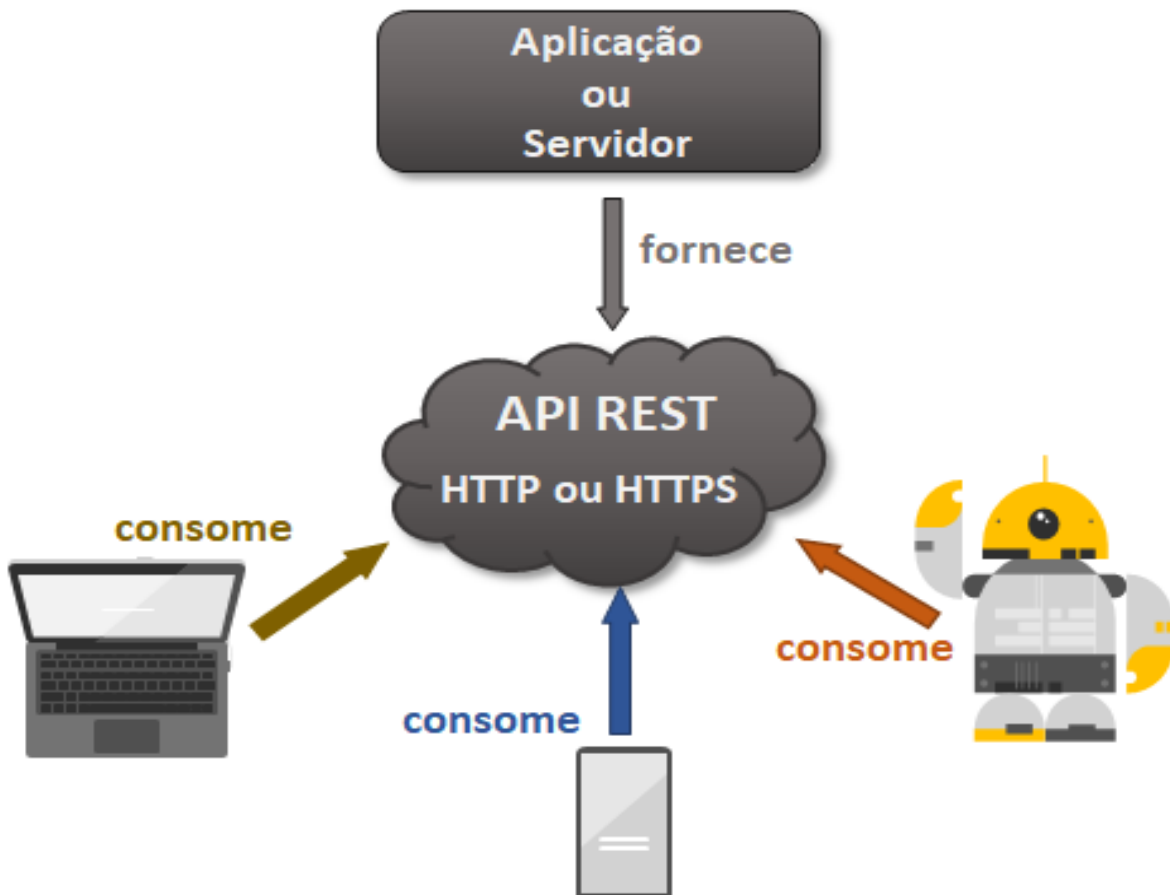 Aplicação
ou
Servidor
fornece
API REST
HTTP ou HTTPS
consome
consome
consome